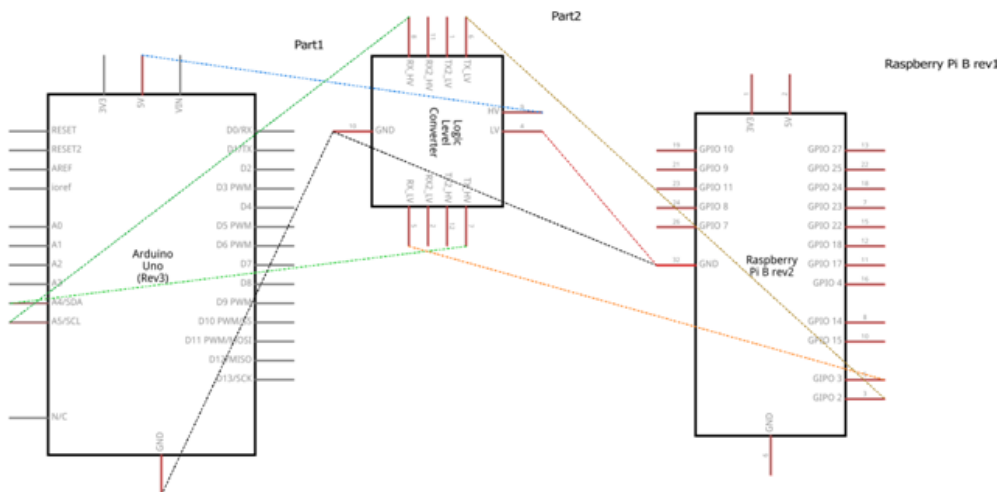 Part2
Part1
Raspberry Pi B rev1
3V3
5V
VIN
RX_HV
RX2_HV
TX2_LV
TX_LV
HV
LV
GND
Logic
Level
Converter
RX_LV
RX2_LV
TX2_HV
TX_HV
3V3
5V
RESET
RESET2
AREF
ioref
A0
A1
A2
A3
A4/SDA
A5/SCL
N/C
D0/RX
D1/TX
D2
D3 PWM
D4
D5 PWM
D6 PWM
D7
D8
D9 PWM
D10 PWM/SS
D11 PWM/MOSI
D12/MISO
D13/SCK
GND
Arduino
Uno
(Rev3)
GPIO 10
GPIO 9
GPIO 11
GPIO 8
GPIO 7
GND
Raspberry
Pi B rev2
GPIO 27
GPIO 25
GPIO 24
GPIO 23
GPIO 22
GPIO 18
GPIO 17
GPIO 4
GPIO 14
GPIO 15
GIPO 3
GIPO 2
GND